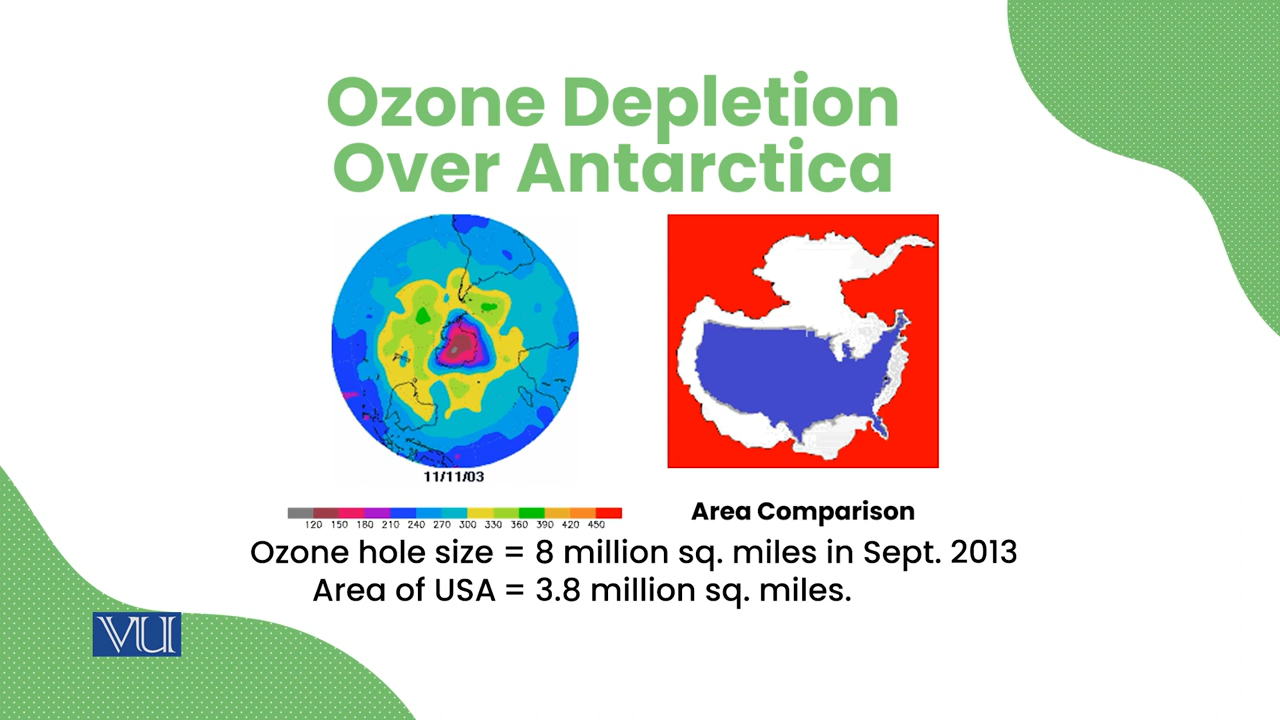 Ozone Depletion
Over Antarctica
11/11/03
120 150 180 210 240 270 300 330 360 390 420 450
Area Comparison
Ozone hole size = 8 million sq. miles in Sept. 2013
Area of USA = 3.8 million sq. miles.
VU